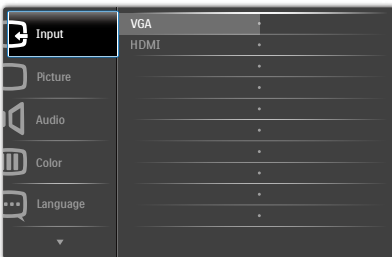 Input
VGA
HDMI
Picture
Audio
Color
Language